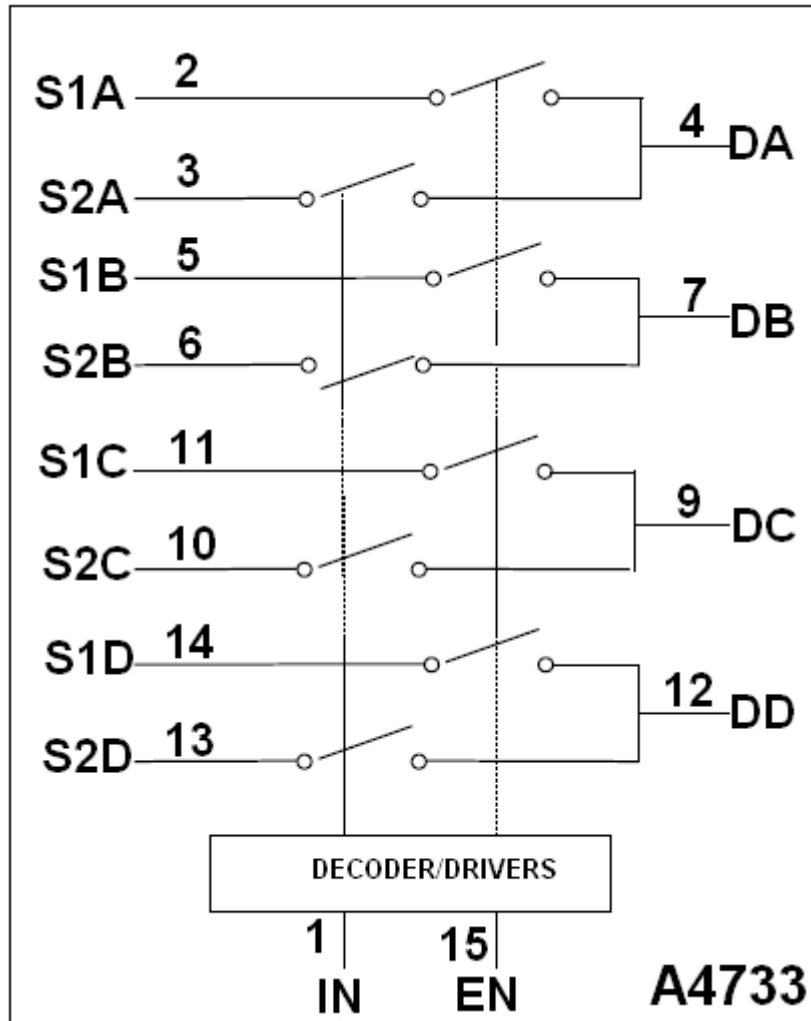 S1A 2
4 DA
S2A 3
S1B 5
7 DB
S2B 6
S1C 11
9 DC
S2C 10
S1D 14
12 DD
S2D 13
DECODER/DRIVERS
1 15
IN EN
A4733